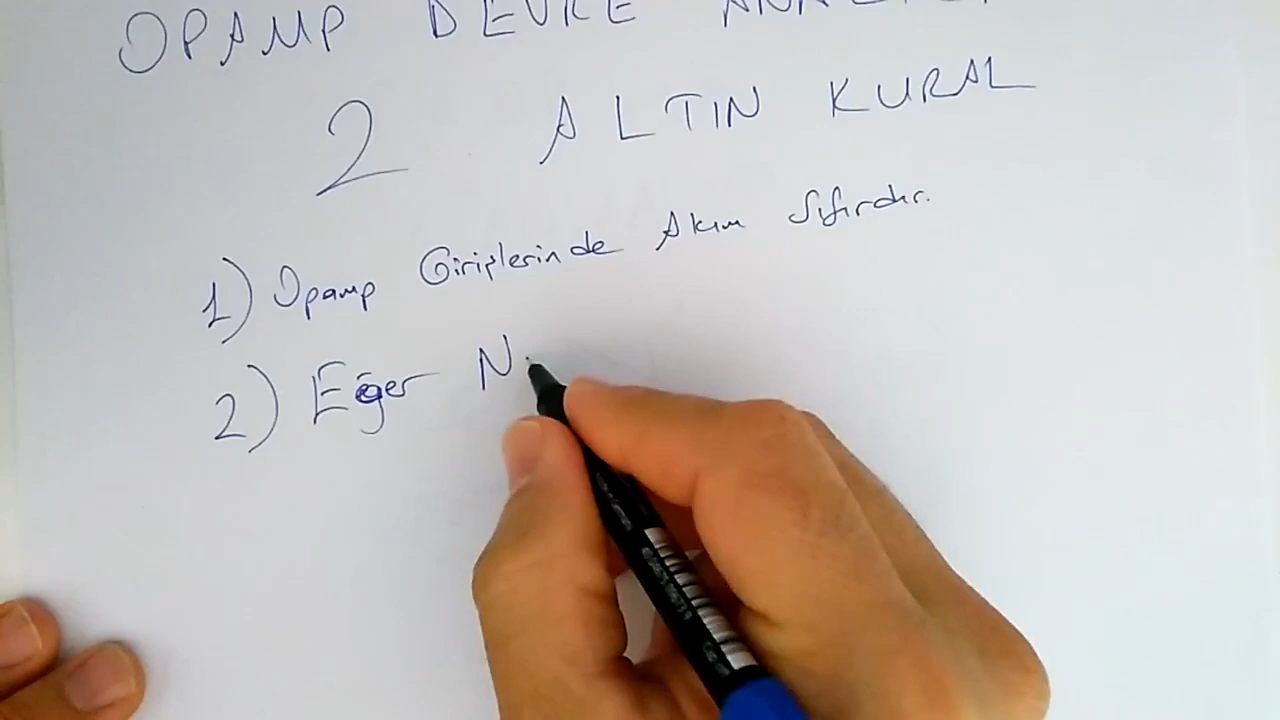 OPAMP DEVRE
2 ALTIN KURAL
1) Opamp Girişlerinde Akım Sıfırdır.
2) Eğer N